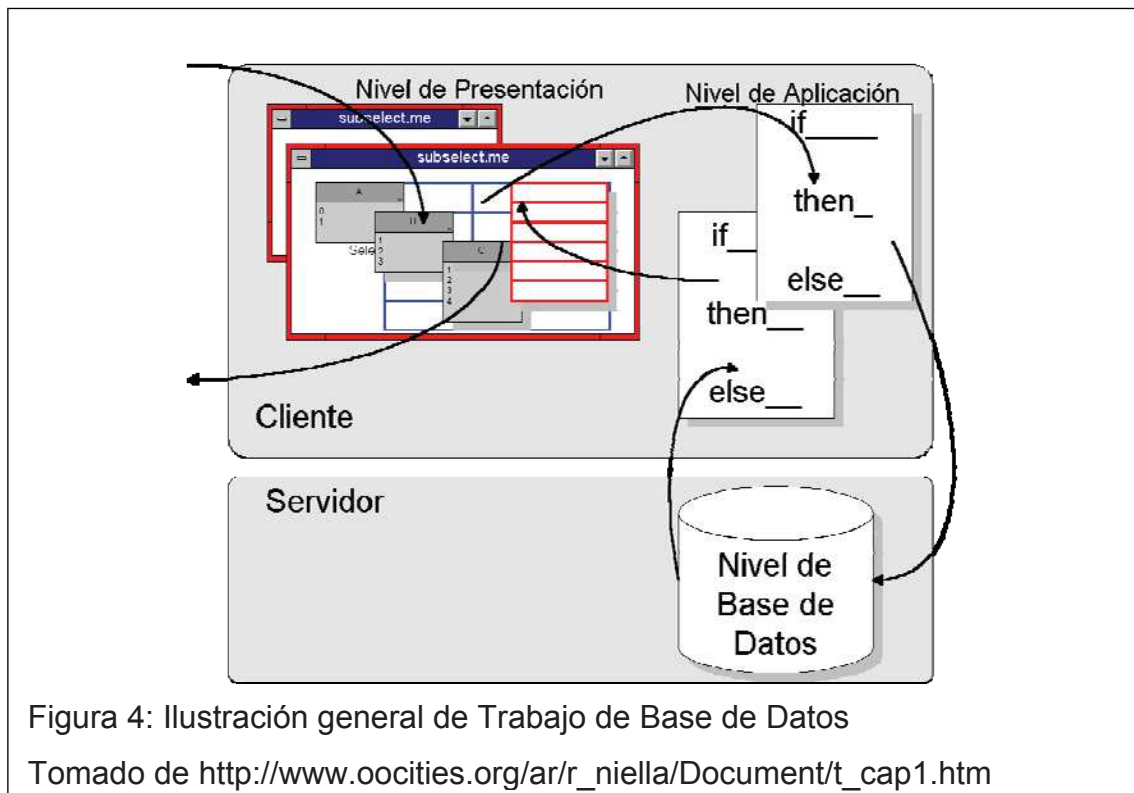 Nivel de Presentación
Nivel de Aplicación
subselect.me
subselect.me
A
0
1
1
2
3
C
1
2
3
4
if_____
then_
else__
if__
then__
else__
Cliente
Servidor
Nivel de
Base de
Datos
Figura 4: Ilustración general de Trabajo de Base de Datos
Tomado de http://www.oocities.org/ar/r_niella/Document/t_cap1.htm